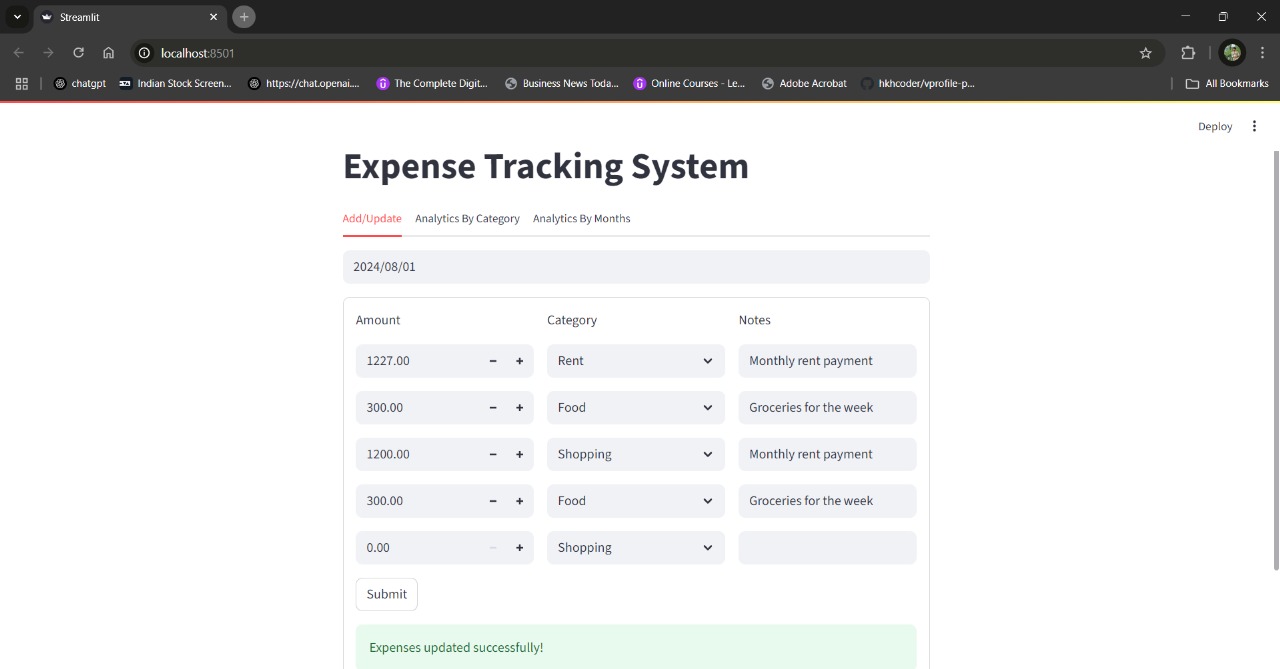 Streamlit
localhost:8501
chatgpt
Indian Stock Screen...
https://chat.openai....
The Complete Digit...
Business News Toda...
Online Courses - Le...
Adobe Acrobat
hkhcoder/vprofile-p...
All Bookmarks
Deploy
Expense Tracking System
Add/Update Analytics By Category Analytics By Months
2024/08/01
Amount Category Notes
1227.00 Rent Monthly rent payment
300.00 Food Groceries for the week
1200.00 Shopping Monthly rent payment
300.00 Food Groceries for the week
0.00 Shopping
Submit
Expenses updated successfully!